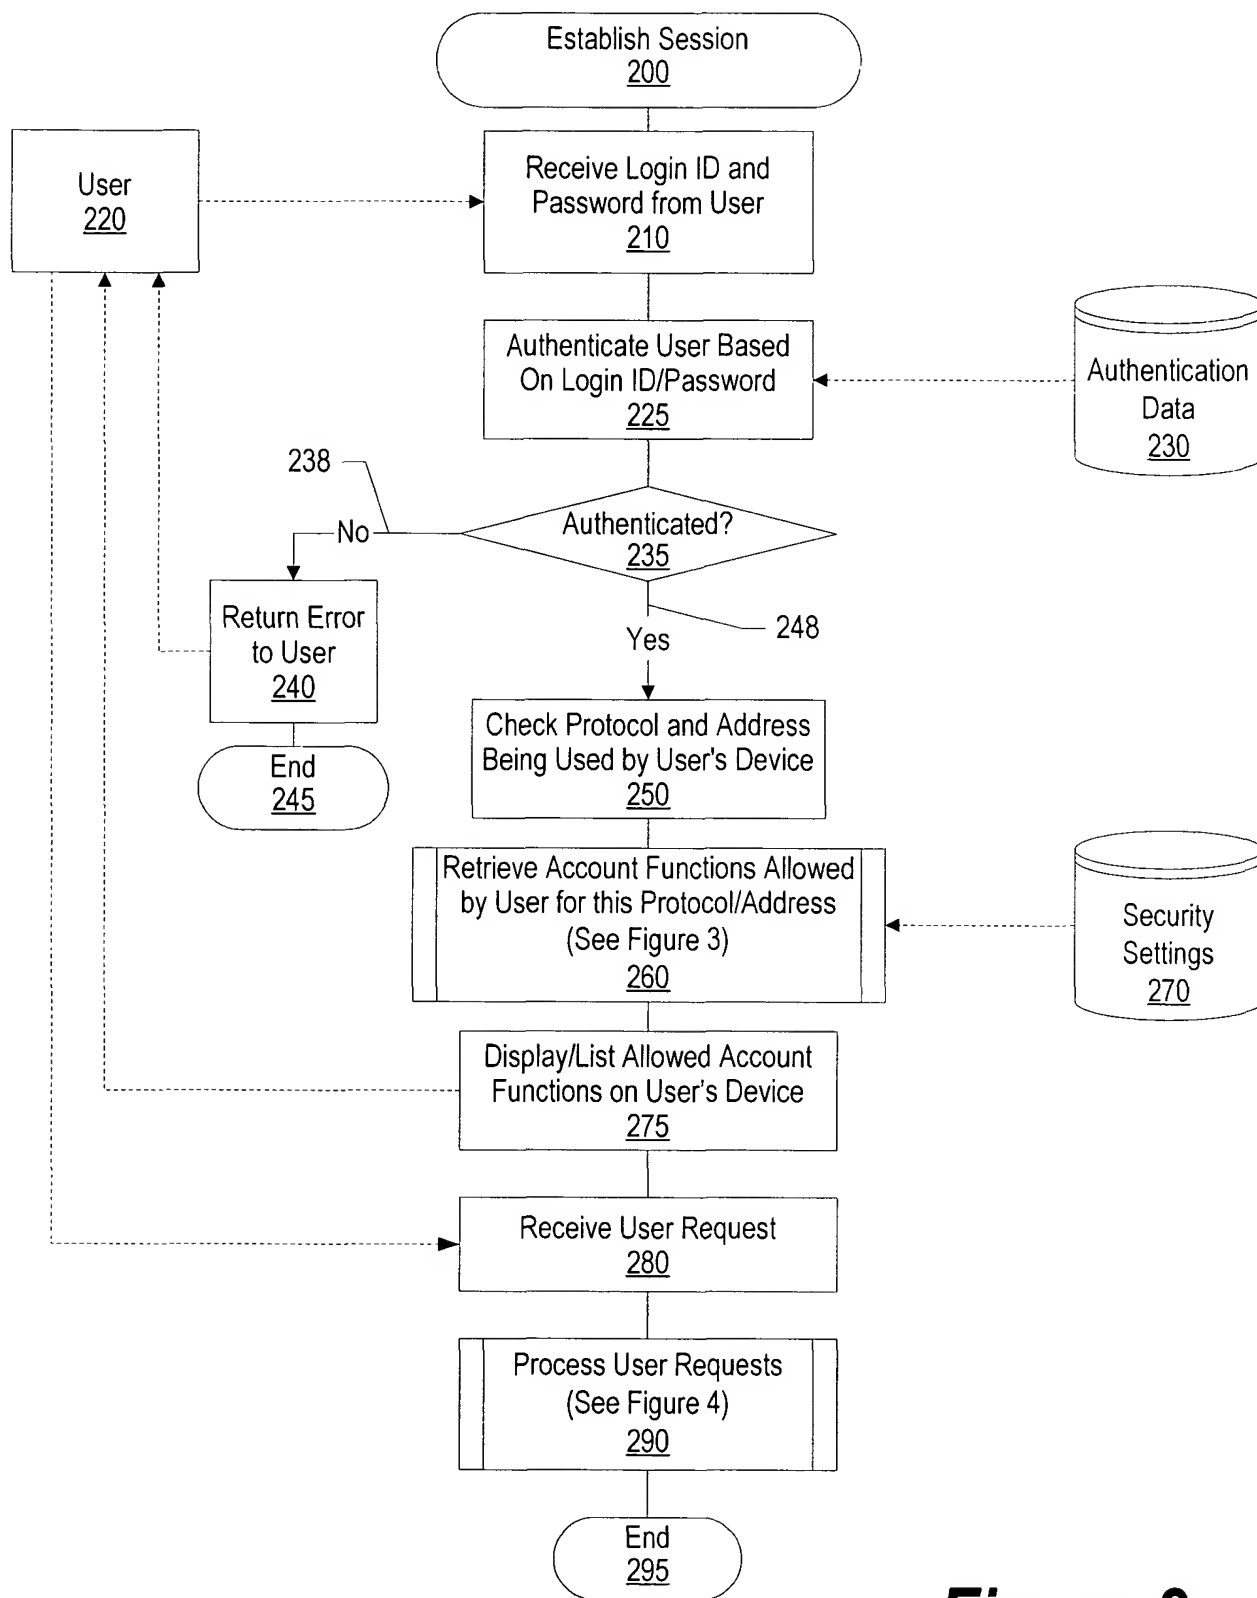 Establish Session
200
User
220
Receive Login ID and
Password from User
210
Authenticate User Based
On Login ID/Password
225
Authentication
Data
230
238
No
Authenticated?
235
248
Yes
Return Error
to User
240
End
245
Check Protocol and Address
Being Used by User's Device
250
Retrieve Account Functions Allowed
by User for this Protocol/Address
(See Figure 3)
260
Security
Settings
270
Display/List Allowed Account
Functions on User's Device
275
Receive User Request
280
Process User Requests
(See Figure 4)
290
End
295